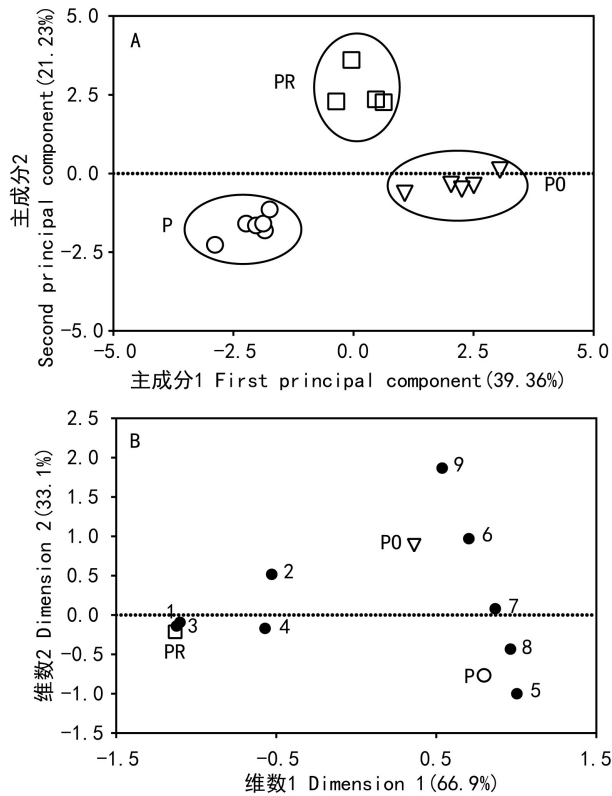 5.0
A
PR
2.5
0.0
PO
P
-2.5
-5.0
-5.0 -2.5 0.0 2.5 5.0
主成分2
Second principal component(21.23%)
主成分1 First principal component(39.36%)
2.5
B
2.0
9
1.5
1.0
PO
6
0.5
2
0.0
1
3
4
7
PR
-0.5
8
P
5
-1.0
-1.5
-1.5 -0.5 0.5 1.5
维数2 Dimension 2(33.1%)
维数1 Dimension 1(66.9%)